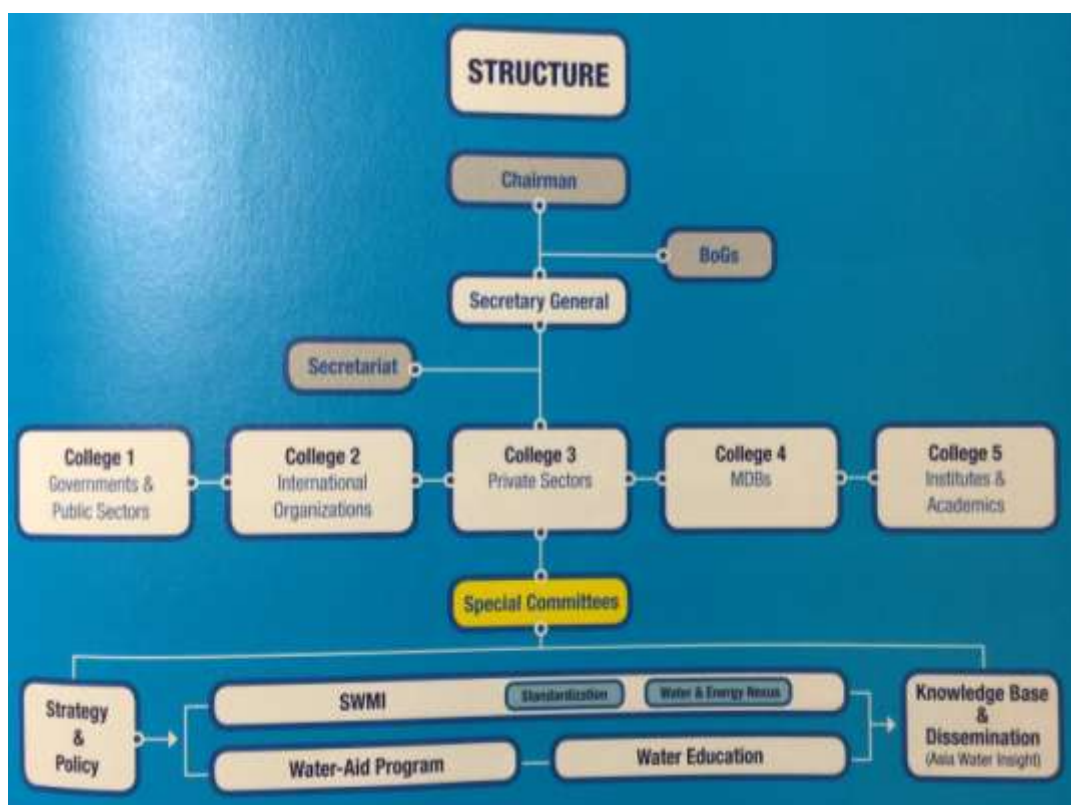 STRUCTURE
Chairman
BoGs
Secretary General
Secretariat
College 1
Governments &
Public Sectors
College 2
International
Organizations
College 3
Private Sectors
College 4
MDBs
College 5
Institutes &
Academics
Special Committees
Strategy
&
Policy
SWMI
Standardization
Water & Energy Nexus
Water-Aid Program
Water Education
Knowledge Base
&
Dissemination
(Asia Water Insight)